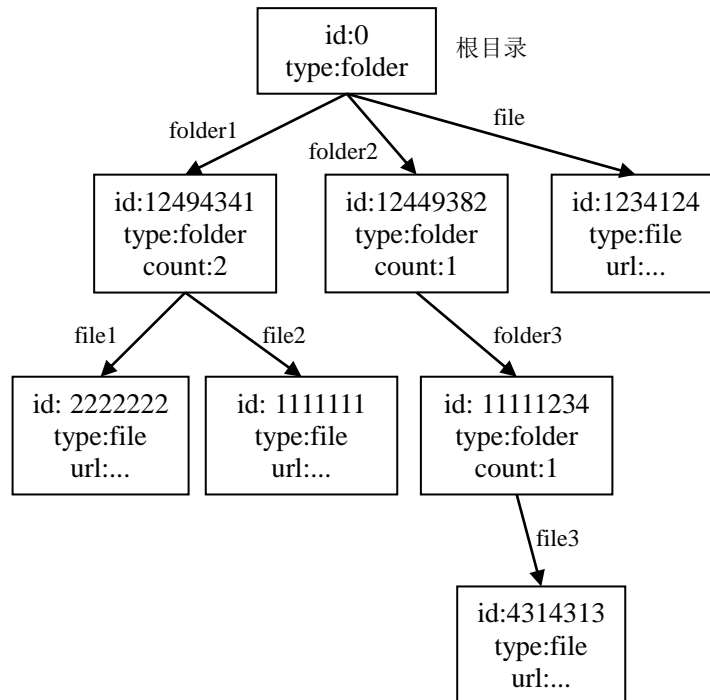 id:0
type:folder
根目录
folder1
folder2
file
id:12494341
type:folder
count:2
id:12449382
type:folder
count:1
id:1234124
type:file
url:...
file1
file2
folder3
id: 2222222
type:file
url:...
id: 1111111
type:file
url:...
id: 11111234
type:folder
count:1
file3
id:4314313
type:file
url:...